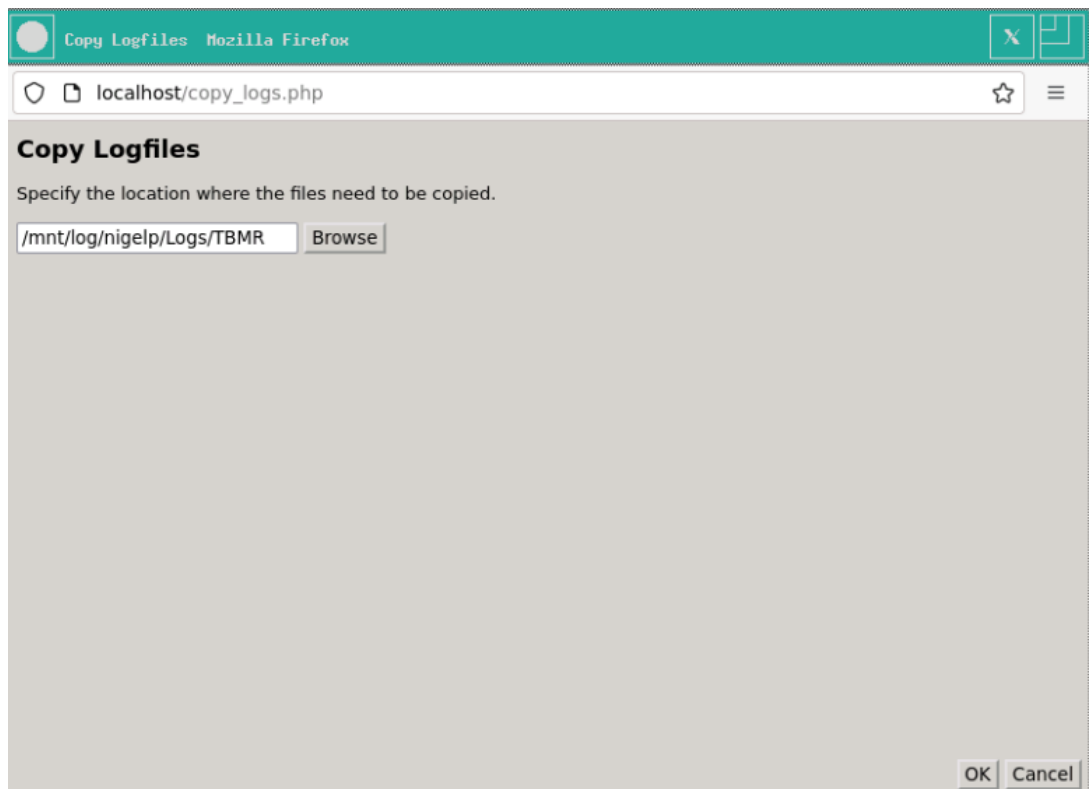 Copy Logfiles  Mozilla Firefox
X
localhost/copy_logs.php
Copy Logfiles
Specify the location where the files need to be copied.
/mnt/log/nigelp/Logs/TBMR Browse
OK Cancel